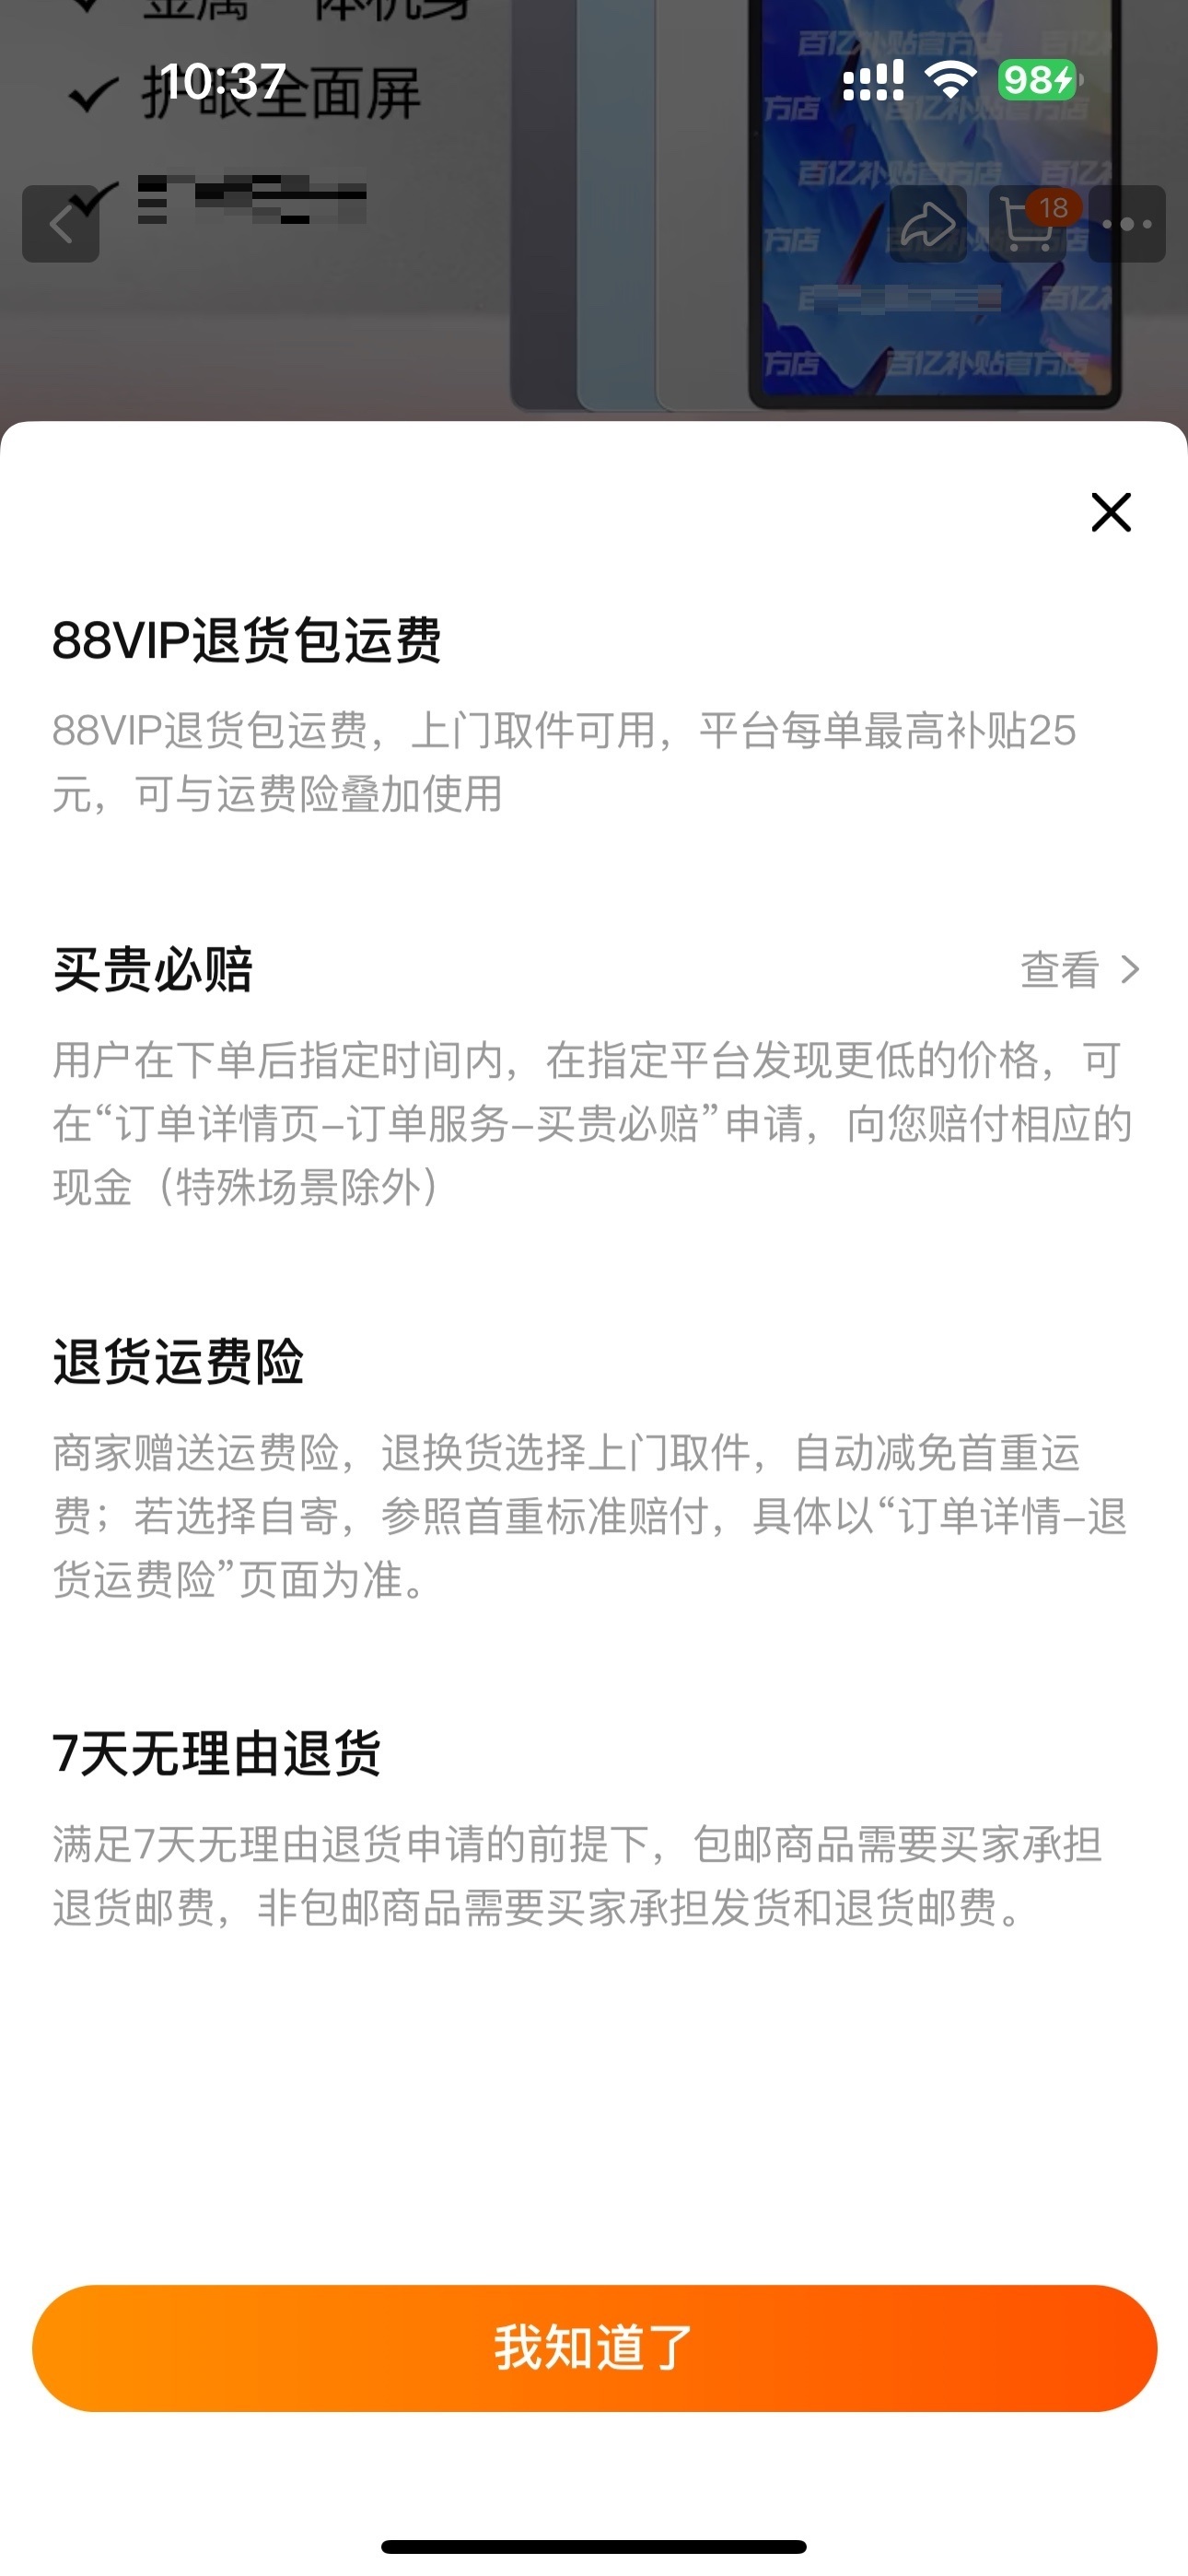 10:37
98
护眼全面屏
百亿补贴官方店
18
88VIP退货包运费
88VIP退货包运费，上门取件可用，平台每单最高补贴25
元，可与运费险叠加使用
买贵必赔
查看
用户在下单后指定时间内，在指定平台发现更低的价格，可
在“订单详情页–订单服务–买贵必赔”申请，向您赔付相应的
现金（特殊场景除外）
退货运费险
商家赠送运费险，退换货选择上门取件，自动减免首重运
费；若选择自寄，参照首重标准赔付，具体以“订单详情–退
货运费险”页面为准。
7天无理由退货
满足7天无理由退货申请的前提下，包邮商品需要买家承担
退货邮费，非包邮商品需要买家承担发货和退货邮费。
我知道了